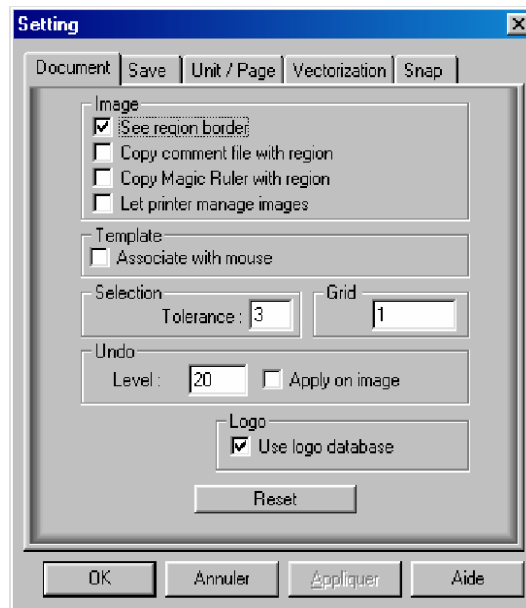 Setting
Document Save Unit / Page Vectorization Snap
Image
See region border
Copy comment file with region
Copy Magic Ruler with region
Let printer manage images
Template
Associate with mouse
Selection Grid
Tolerance : 3 1
Undo
Level : 20 Apply on image
Logo
Use logo database
Reset
OK Annuler Appliquer Aide